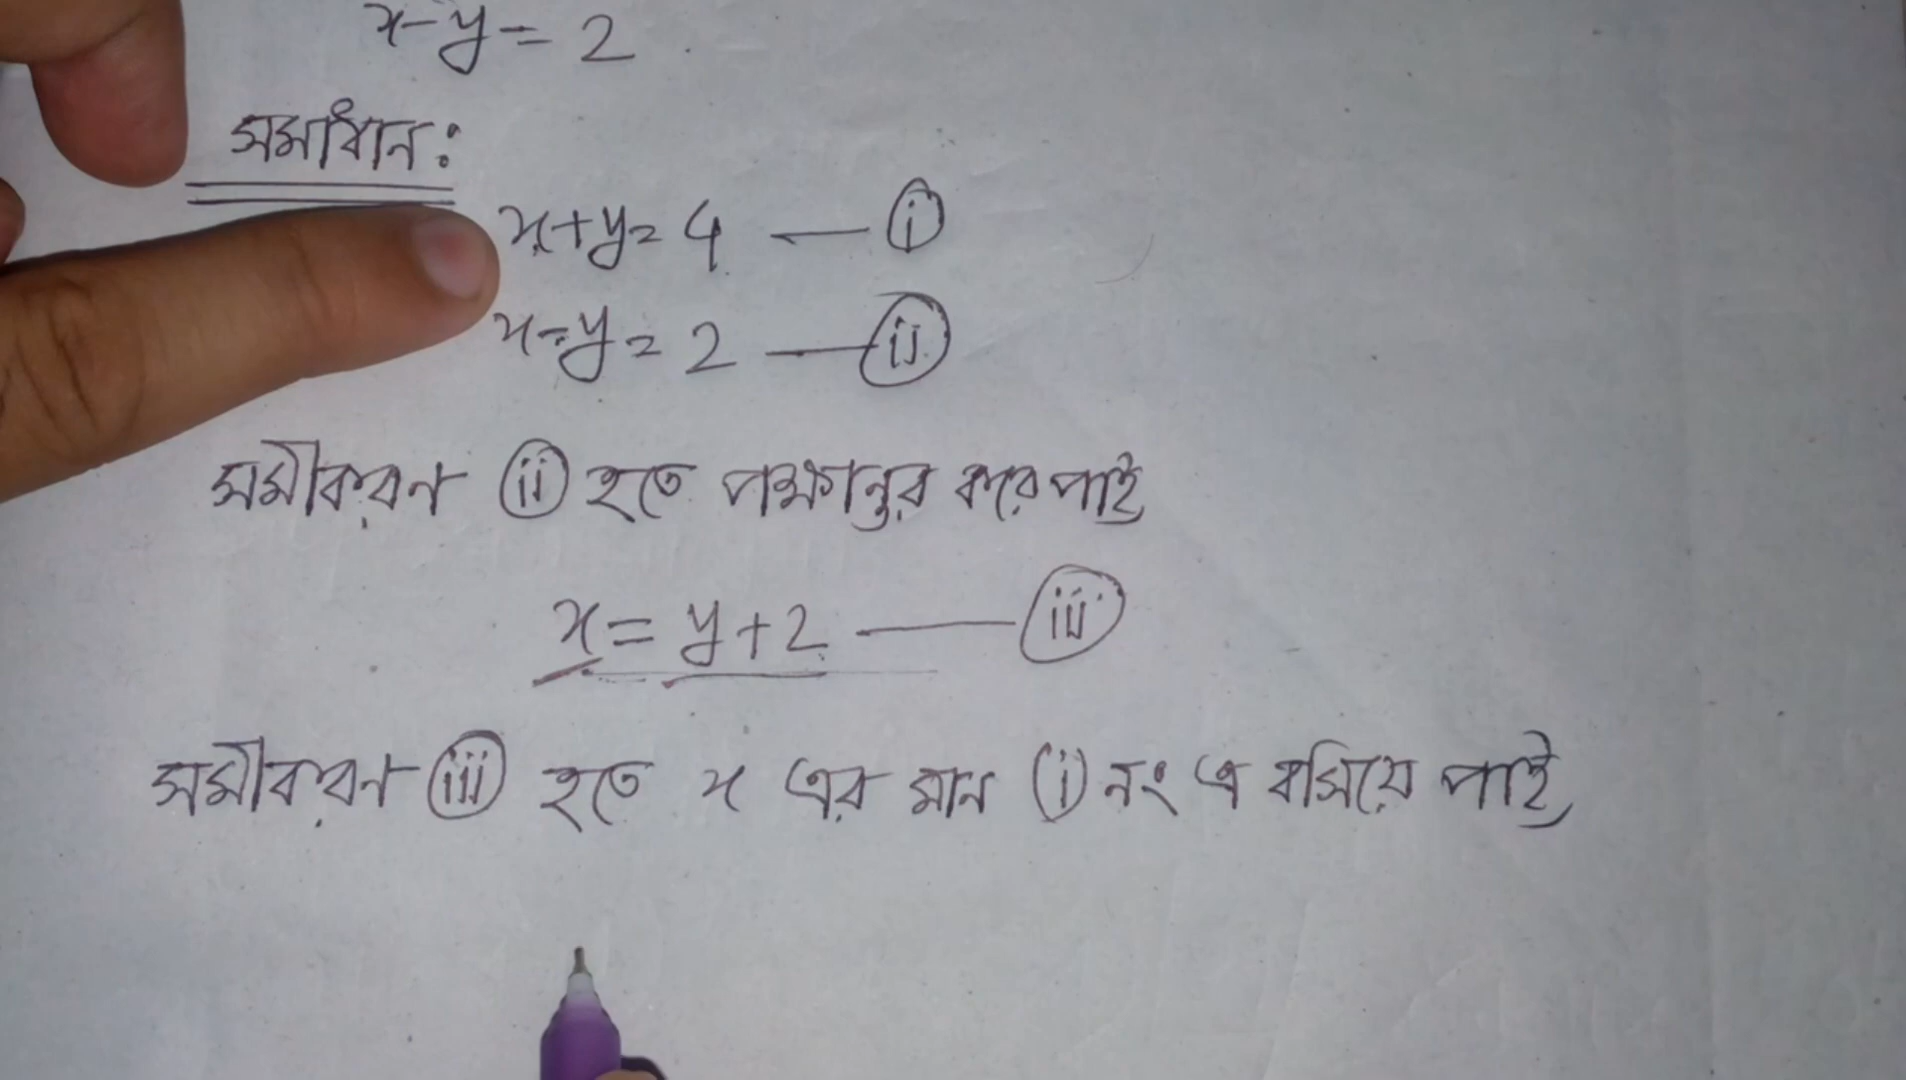 x-y=2
সমাধান:
x+y=4 — (i)
x-y=2 — (ii)
সমীকরণ (ii) হতে পক্ষান্তর করে পাই
x=y+2 — (iii)
সমীকরণ (iii) হতে x এর মান (i) নং এ বসিয়ে পাই